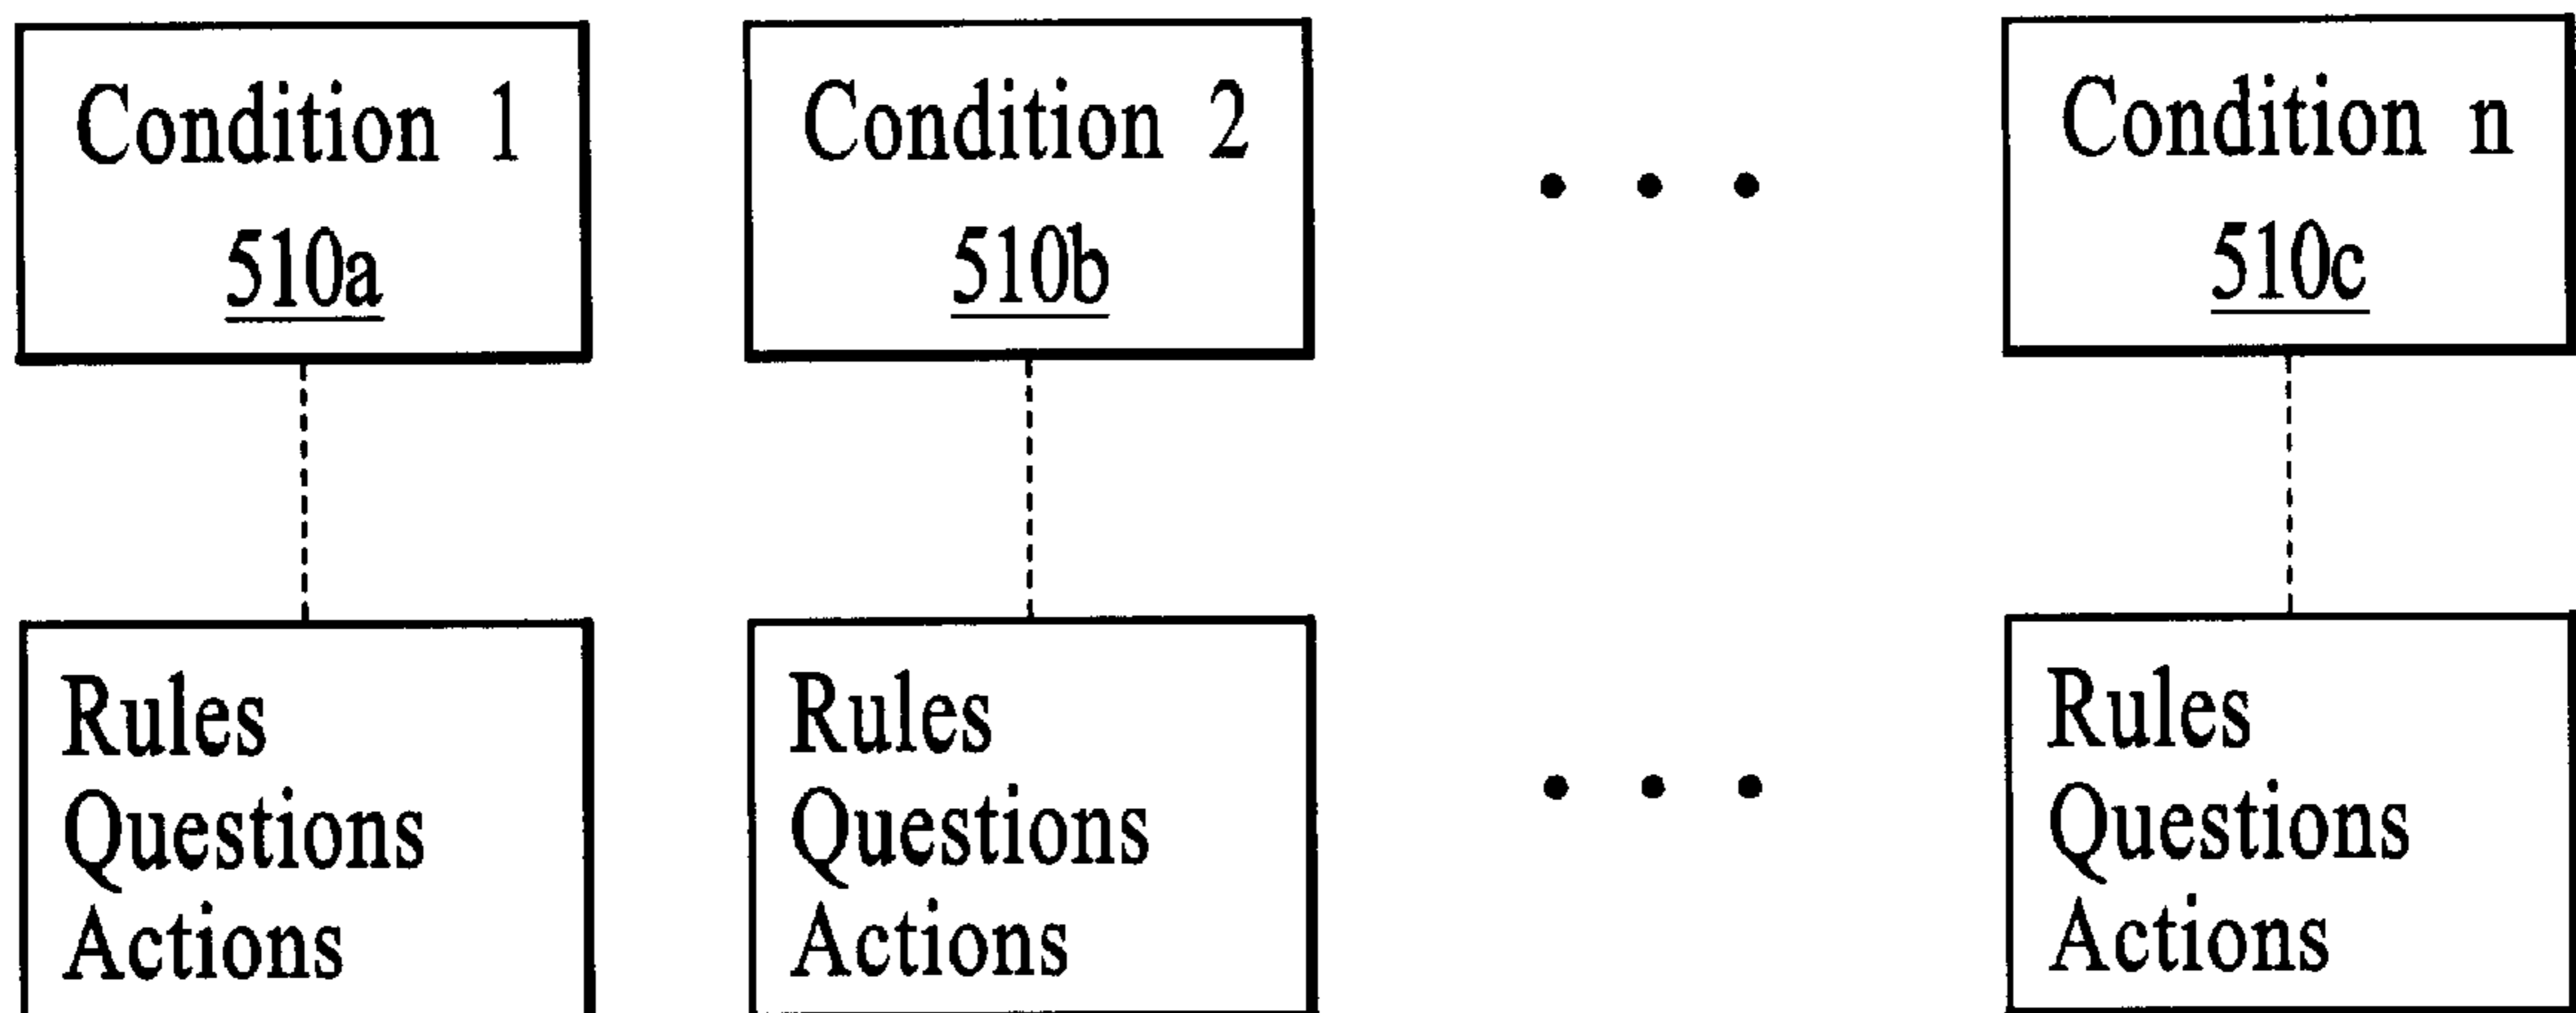 Condition 1
510a
Condition 2
510b
Condition n
510c
Rules
Questions
Actions
Rules
Questions
Actions
Rules
Questions
Actions